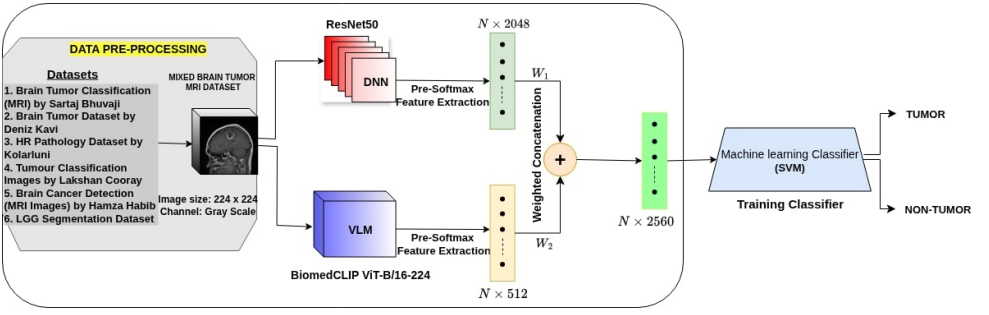 DATA PRE-PROCESSING
Datasets
1. Brain Tumor Classification
(MRI) by Sartaj Bhuvaji
2. Brain Tumor Dataset by
Deniz Kavi
3. HR Pathology Dataset by
Kolarluni
4. Tumour Classification
Images by Lakshan Cooray
5. Brain Cancer Detection
(MRI Images) by Hamza Habib
6. LGG Segmentation Dataset
MIXED BRAIN TUMOR
MRI DATASET
Image size: 224 x 224
Channel: Gray Scale
ResNet50
DNN
Pre-Softmax
Feature Extraction
N × 2048
W₁
VLM
BiomedCLIP ViT-B/16-224
Pre-Softmax
Feature Extraction
N × 512
W₂
Weighted Concatenation
+
N × 2560
Machine learning Classifier
(SVM)
Training Classifier
TUMOR
NON-TUMOR